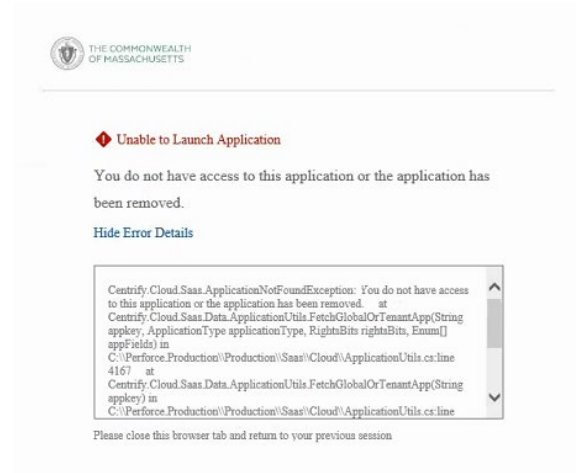 THE COMMONWEALTH
OF MASSACHUSETTS
Unable to Launch Application
You do not have access to this application or the application has
been removed.
Hide Error Details
Centrify.Cloud.Saas.ApplicationNotFoundException: You do not have access
to this application or the application has been removed. at
Centrify.Cloud.Saas.Data.ApplicationUtils.FetchGlobalOrTenantApp(String
appkey, ApplicationType applicationType, RightsBits rightsBits, Enum[]
appFields) in
C:\\Perforce.Production\\Production\\Saas\\Cloud\\ApplicationUtils.cs:line
4167 at
Centrify.Cloud.Saas.Data.ApplicationUtils.FetchGlobalOrTenantApp(String
appkey) in
C:\\Perforce.Production\\Production\\Saas\\Cloud\\ApplicationUtils.cs:line
Please close this browser tab and return to your previous session